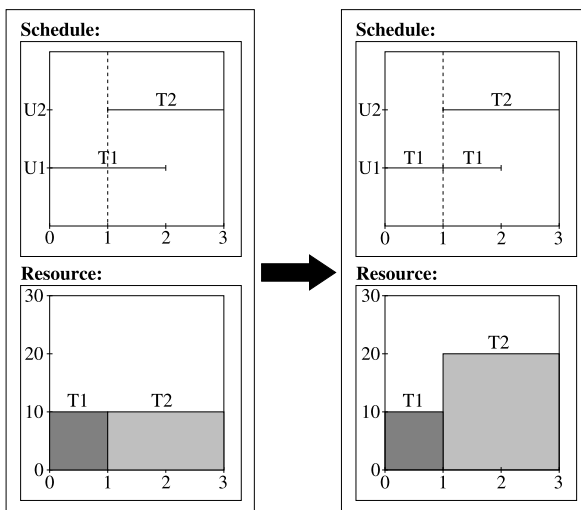 Schedule:
U2
T2
T1
U1
0 1 2 3
Resource:
30
20
T1 T2
10
0
0 1 2 3
Schedule:
U2
T2
T1 T1
U1
0 1 2 3
Resource:
30
T2
20
T1
10
0
0 1 2 3